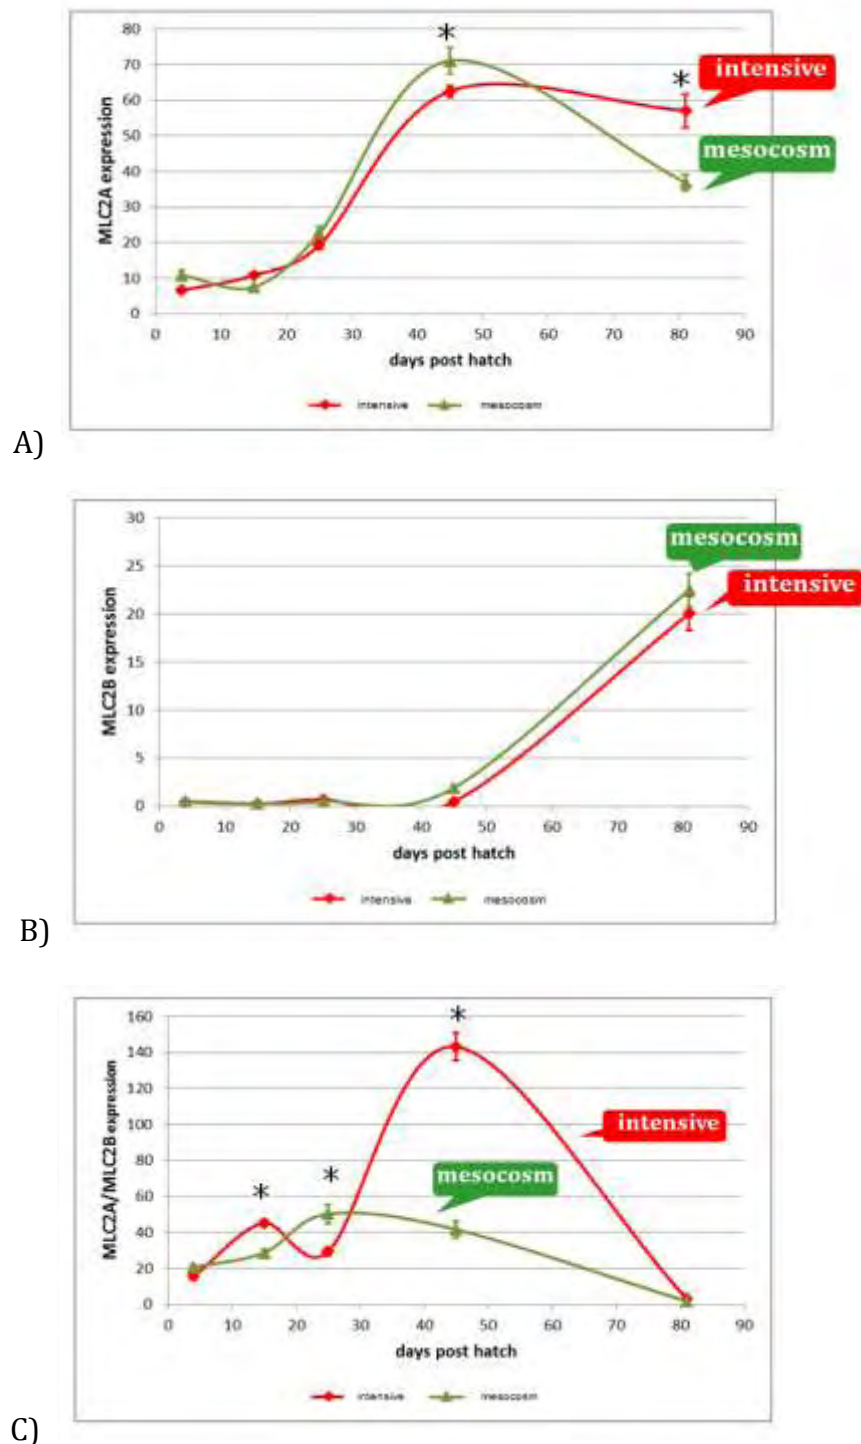 *
*
intensive
mesocosm
MLC2A expression
80
70
60
50
40
30
20
10
0
0 10 20 30 40 50 60 70 80 90
days post hatch
intensive mesocosm
A)
mesocosm
intensive
MLC2B expression
30
25
20
15
10
5
0
0 10 20 30 40 50 60 70 80 90
days post hatch
intensive mesocosm
B)
*
*
*
intensive
mesocosm
MLC2A/MLC2B expression
160
140
120
100
80
60
40
20
0
0 10 20 30 40 50 60 70 80 90
days post hatch
intensive mesocosm
C)